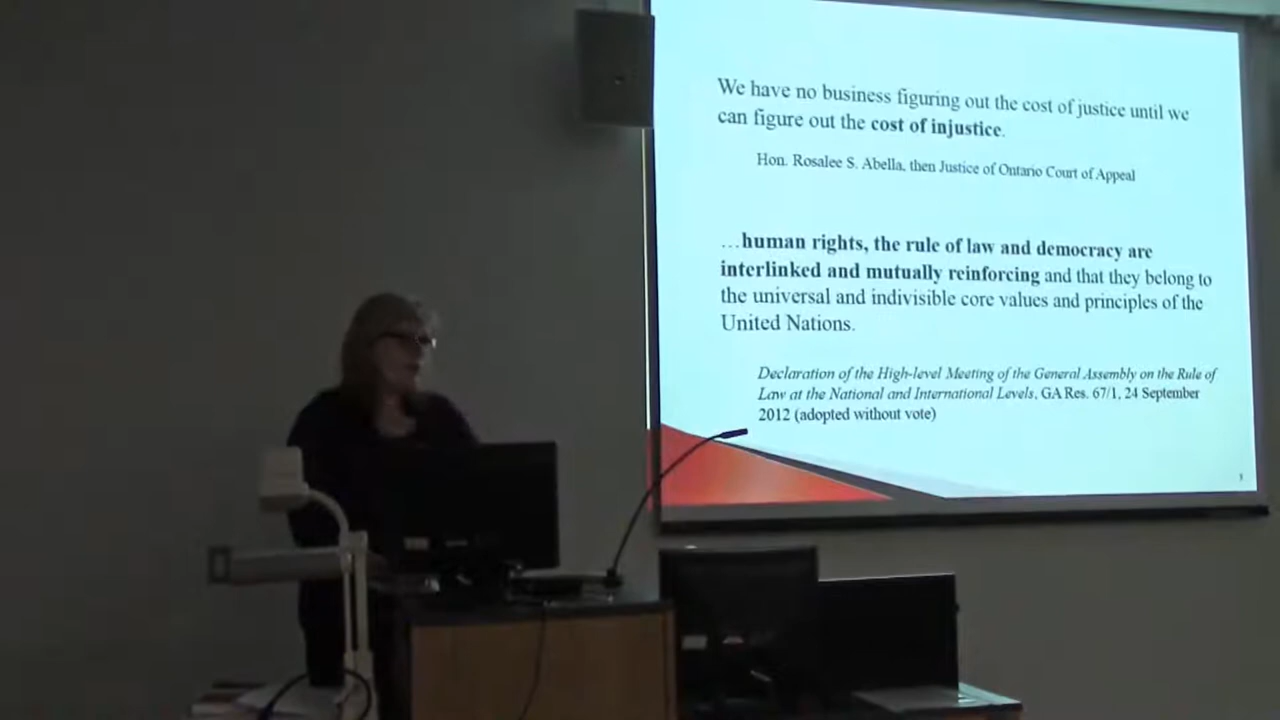 We have no business figuring out the cost of justice until we
can figure out the cost of injustice.
Hon. Rosalee S. Abella, then Justice of Ontario Court of Appeal
…human rights, the rule of law and democracy are
interlinked and mutually reinforcing and that they belong to
the universal and indivisible core values and principles of the
United Nations.
Declaration of the High-level Meeting of the General Assembly on the Rule of
Law at the National and International Levels, GA Res. 67/1, 24 September
2012 (adopted without vote)